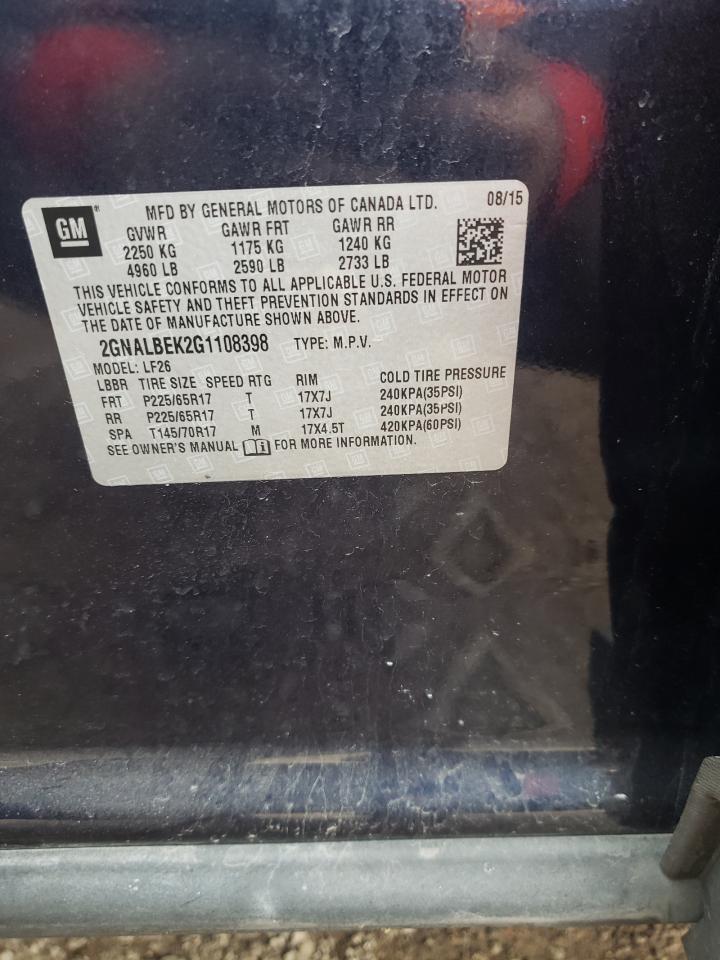 GM
MFD BY GENERAL MOTORS OF CANADA LTD. 08/15
GVWR GAWR FRT GAWR RR
2250 KG 1175 KG 1240 KG
4960 LB 2590 LB 2733 LB
THIS VEHICLE CONFORMS TO ALL APPLICABLE U.S. FEDERAL MOTOR
VEHICLE SAFETY AND THEFT PREVENTION STANDARDS IN EFFECT ON
THE DATE OF MANUFACTURE SHOWN ABOVE.
2GNALBEK2G1108398 TYPE: M.P.V.
MODEL: LF26
LBBR TIRE SIZE SPEED RTG RIM COLD TIRE PRESSURE
FRT P225/65R17 T 17X7J 240KPA(35PSI)
RR P225/65R17 T 17X7J 240KPA(35PSI)
SPA T145/70R17 M 17X4.5T 420KPA(60PSI)
SEE OWNER'S MANUAL i FOR MORE INFORMATION.